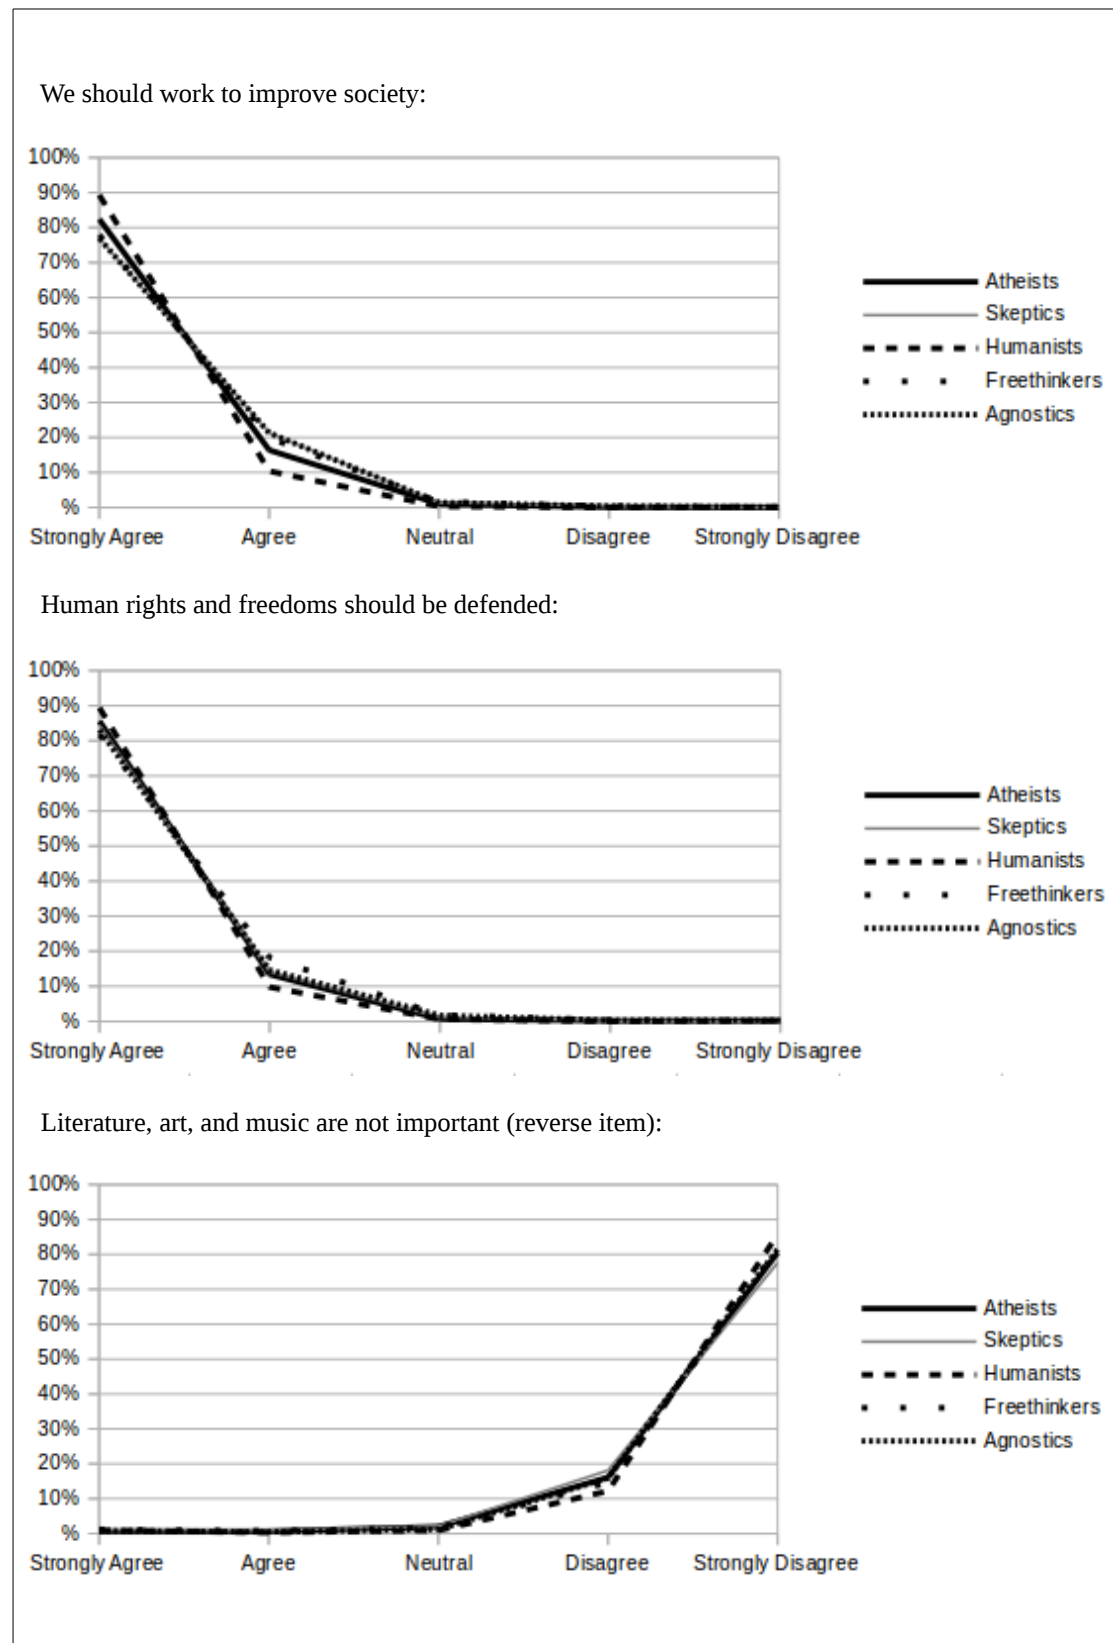 We should work to improve society:
100%
90%
80%
70%
60%
50%
40%
30%
20%
10%
%
Strongly Agree Agree Neutral Disagree Strongly Disagree
Atheists
Skeptics
Humanists
Freethinkers
Agnostics
Human rights and freedoms should be defended:
100%
90%
80%
70%
60%
50%
40%
30%
20%
10%
%
Strongly Agree Agree Neutral Disagree Strongly Disagree
Atheists
Skeptics
Humanists
Freethinkers
Agnostics
Literature, art, and music are not important (reverse item):
100%
90%
80%
70%
60%
50%
40%
30%
20%
10%
%
Strongly Agree Agree Neutral Disagree Strongly Disagree
Atheists
Skeptics
Humanists
Freethinkers
Agnostics